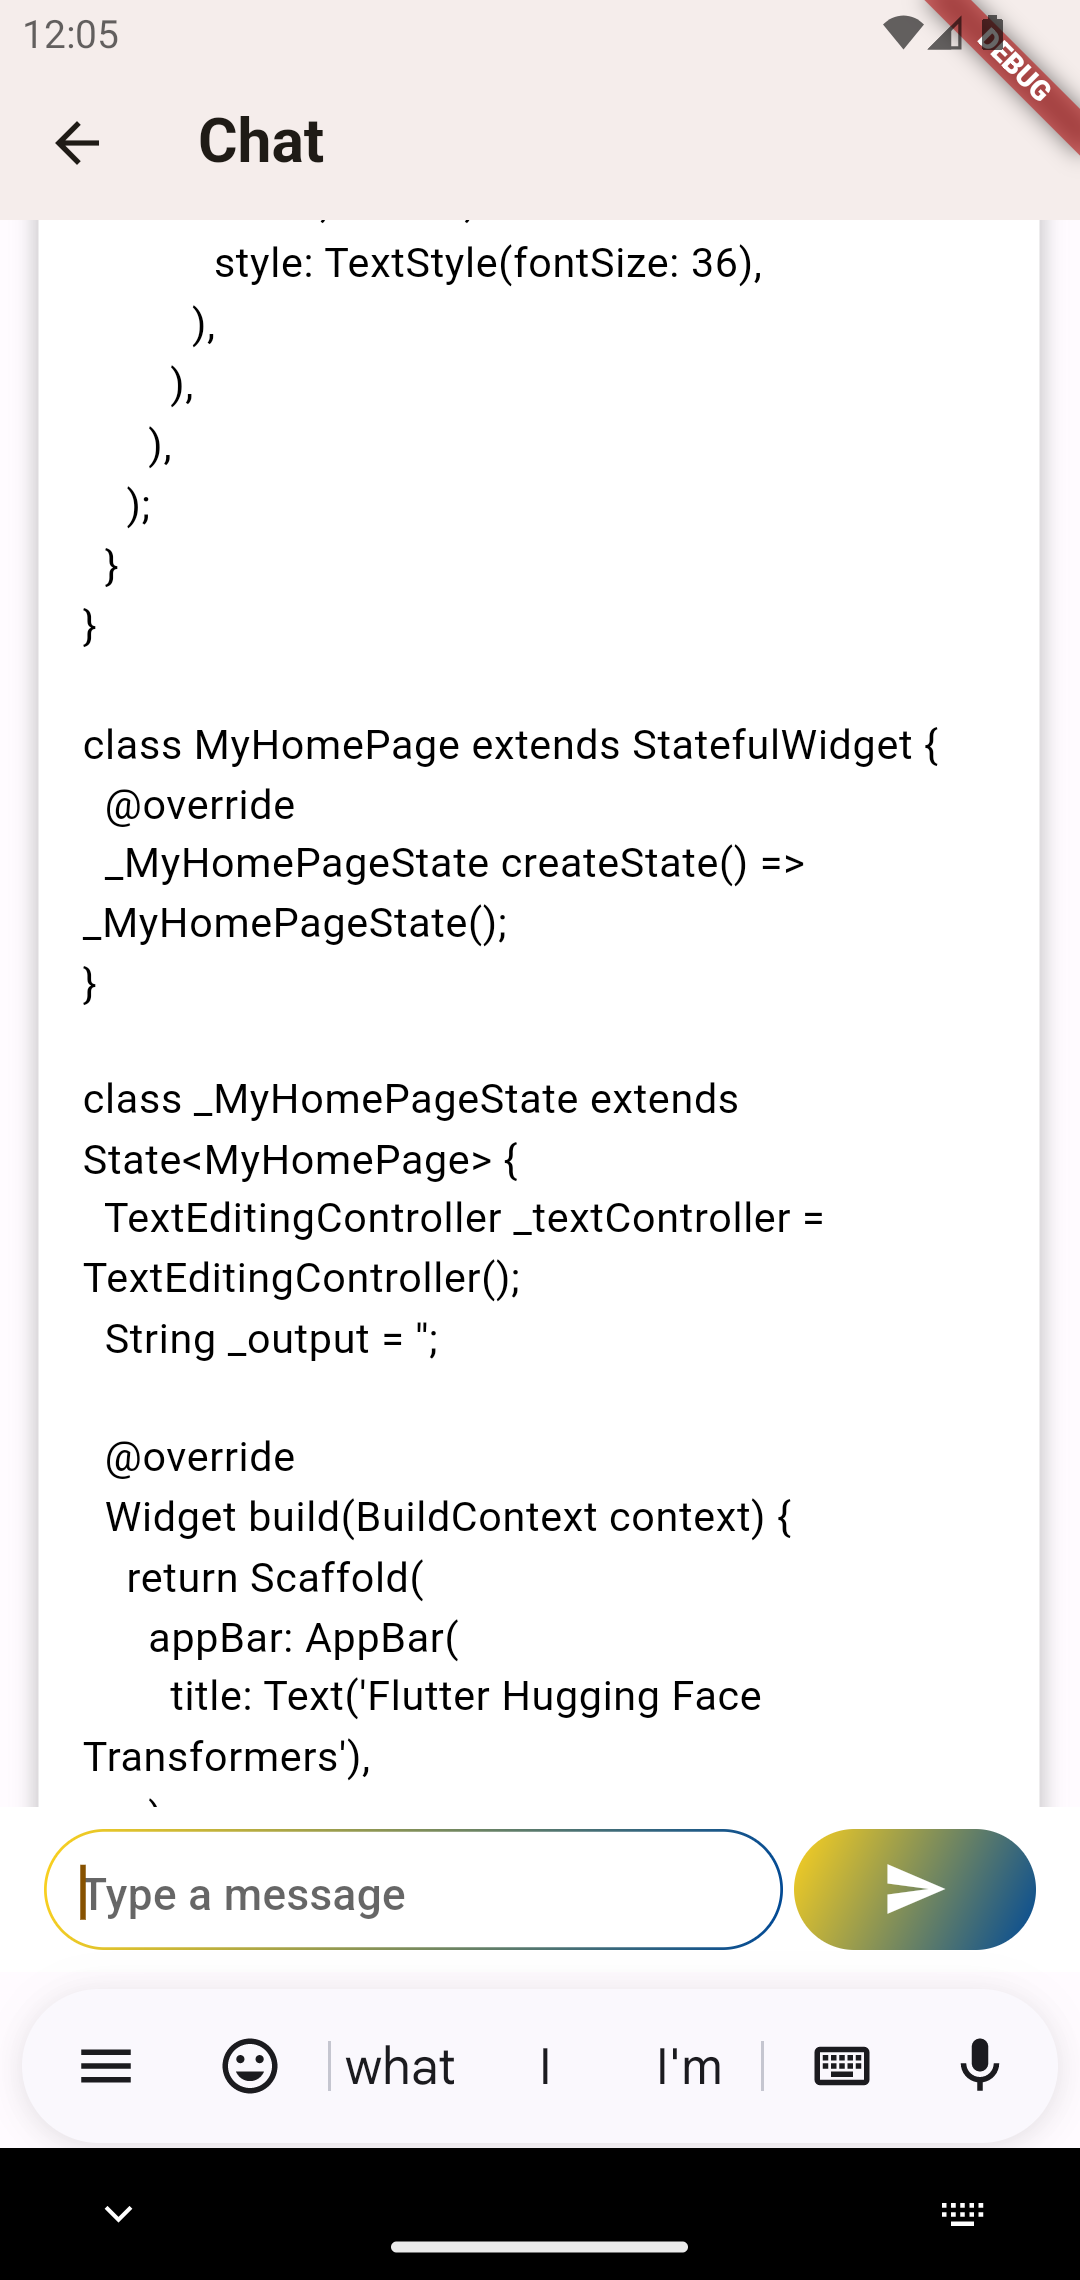 12:05
DEBUG
Chat
style: TextStyle(fontSize: 36),
),
),
),
);
}
}
class MyHomePage extends StatefulWidget {
@override
_MyHomePageState createState() =>
_MyHomePageState();
}
class _MyHomePageState extends
State<MyHomePage> {
TextEditingController _textController =
TextEditingController();
String _output = '';
@override
Widget build(BuildContext context) {
return Scaffold(
appBar: AppBar(
title: Text('Flutter Hugging Face
Transformers'),
Type a message
what I I'm